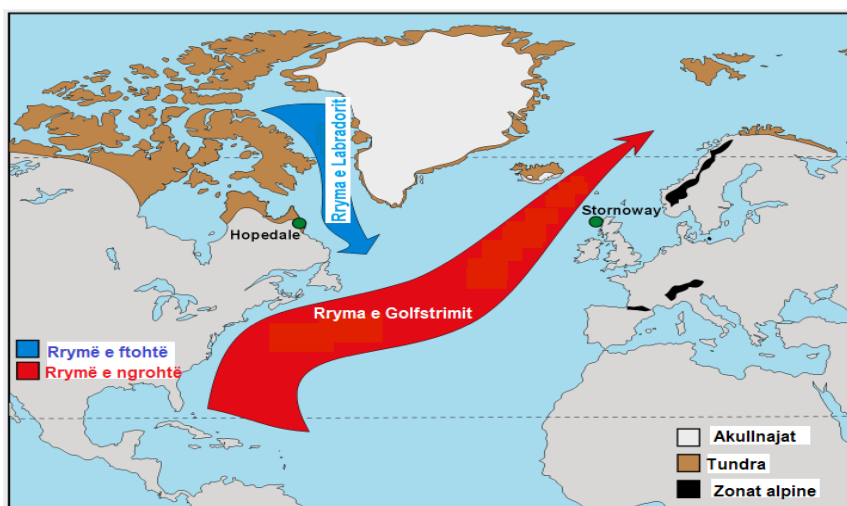 Rryma e Labradorit
Stornoway
Hopedale
Rryma e Golfstrimit
Rrymë e ftohtë
Rrymë e ngrohtë
Akullnajat
Tundra
Zonat alpine